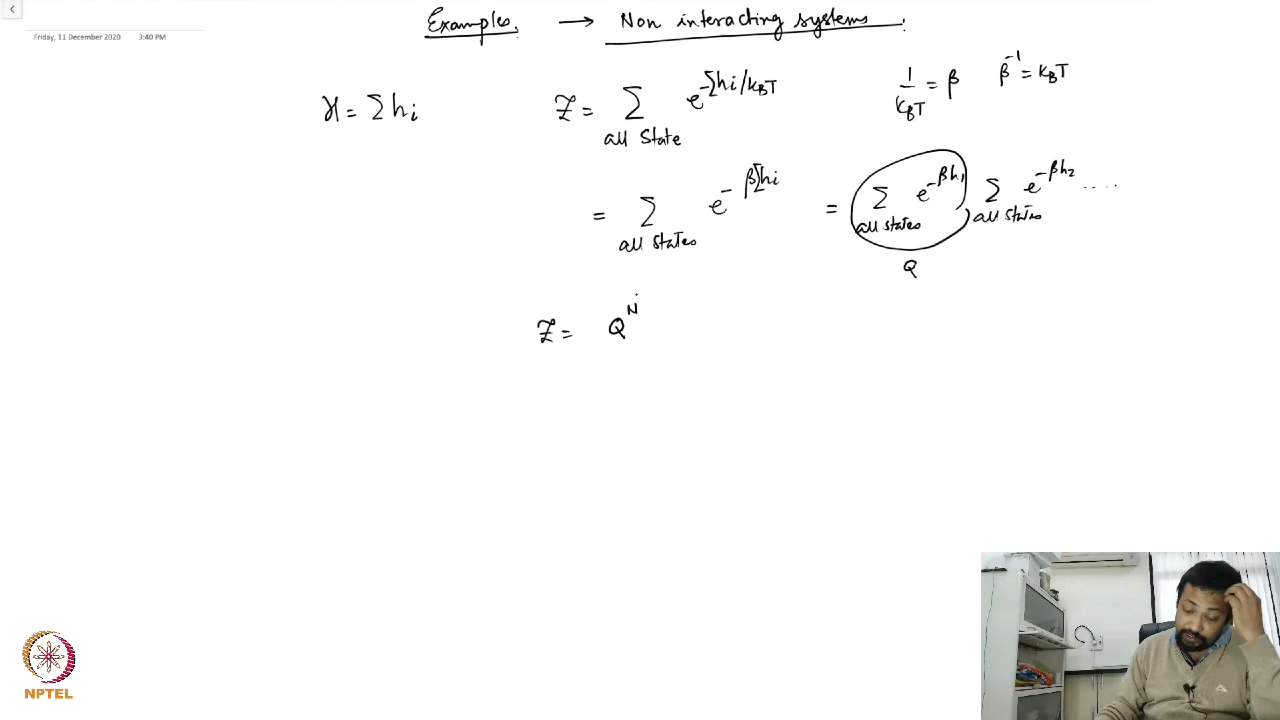 Examples. → Non interacting systems.
Friday, 11 December 2020 3:40 PM
H = Σ hi Z = Σ e^{-Σhi/kBT} 1/kBT = β β^{-1} = kBT
all state
= Σ e^{-βΣhi} = Σ e^{-βh1} Σ e^{-βh2} ....
all states all states all states
Q
Z = Q^N
NPTEL